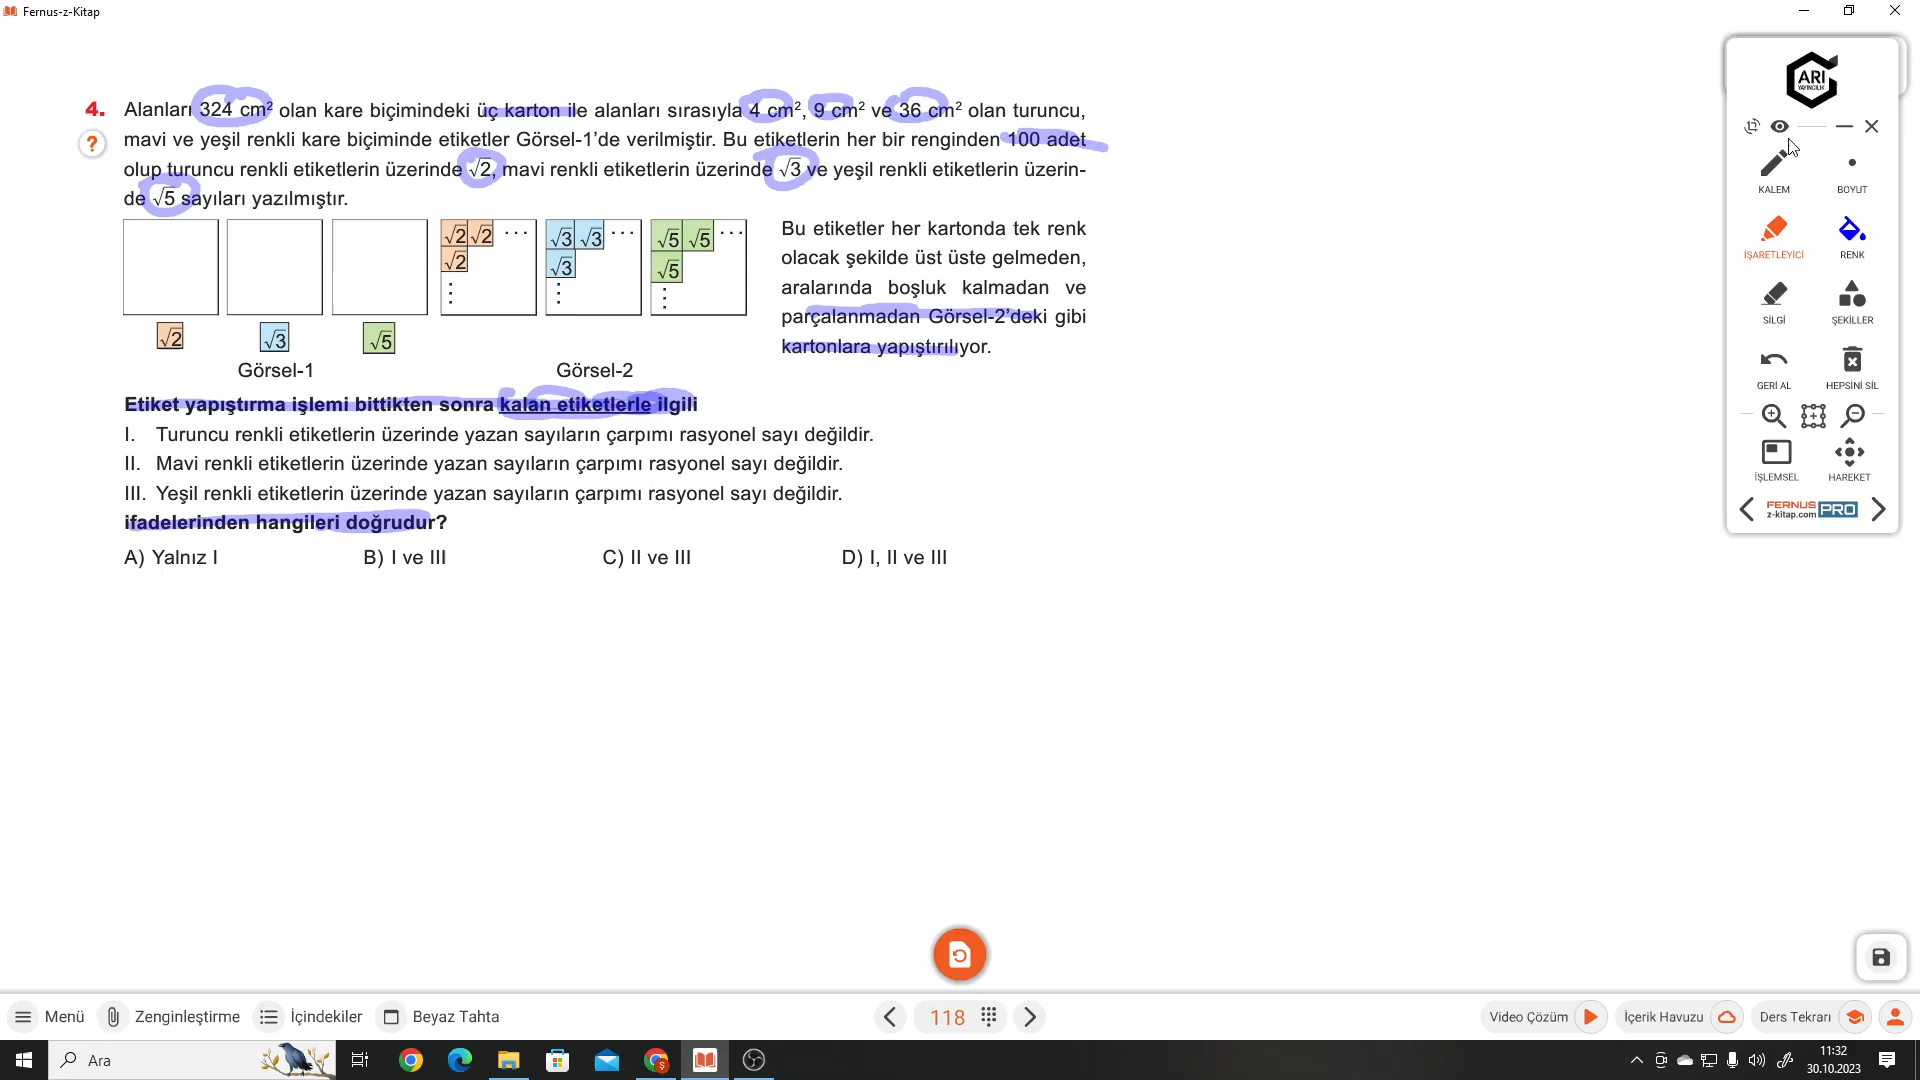 Fernus-z-Kitap
4. Alanları 324 cm² olan kare biçimindeki üç karton ile alanları sırasıyla 4 cm², 9 cm² ve 36 cm² olan turuncu,
mavi ve yeşil renkli kare biçiminde etiketler Görsel-1’de verilmiştir. Bu etiketlerin her bir renginden 100 adet
olup turuncu renkli etiketlerin üzerinde √2, mavi renkli etiketlerin üzerinde √3 ve yeşil renkli etiketlerin üzerin-
de √5 sayıları yazılmıştır.
?
√2 √2 ··· √3 √3 ··· √5 √5 ···
√2 √3 √5
√2 √3 √5
Görsel-1 Görsel-2
Bu etiketler her kartonda tek renk
olacak şekilde üst üste gelmeden,
aralarında boşluk kalmadan ve
parçalanmadan Görsel-2’deki gibi
kartonlara yapıştırılıyor.
Etiket yapıştırma işlemi bittikten sonra kalan etiketlerle ilgili
I. Turuncu renkli etiketlerin üzerinde yazan sayıların çarpımı rasyonel sayı değildir.
II. Mavi renkli etiketlerin üzerinde yazan sayıların çarpımı rasyonel sayı değildir.
III. Yeşil renkli etiketlerin üzerinde yazan sayıların çarpımı rasyonel sayı değildir.
ifadelerinden hangileri doğrudur?
A) Yalnız I B) I ve III C) II ve III D) I, II ve III
ARI
YAYINCILIK
KALEM BOYUT
İŞARETLEYİCİ RENK
SİLGİ ŞEKİLLER
GERİ AL HEPSİNİ SİL
İŞLEMSEL HAREKET
FERNUS
z-kitap.com PRO
Menü Zenginleştirme İçindekiler Beyaz Tahta 118 Video Çözüm İçerik Havuzu Ders Tekrarı
Ara
11:32
30.10.2023